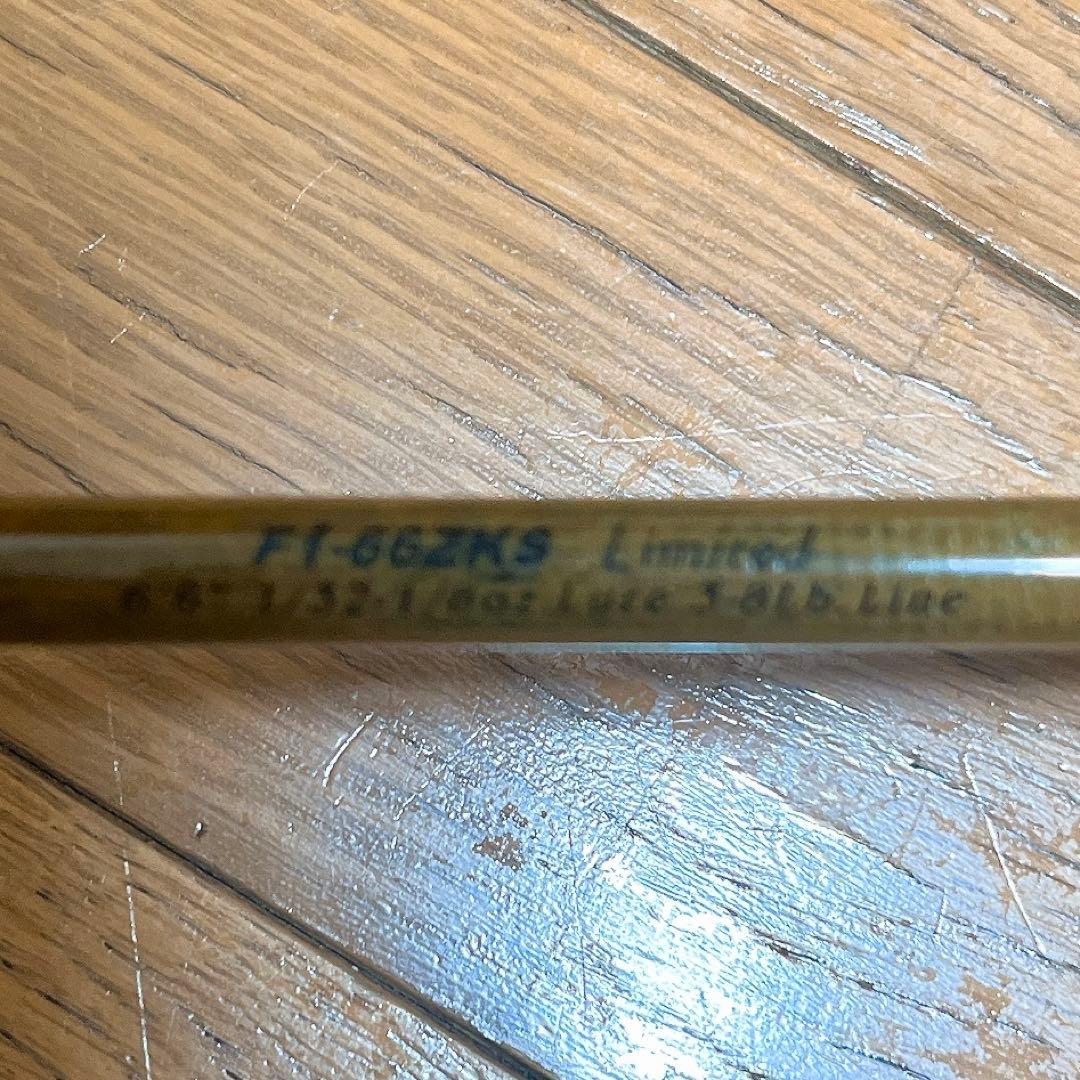 F1-66ZKS Limited
6'6" 1/32-1/8oz Lure 3-8Lb. Line